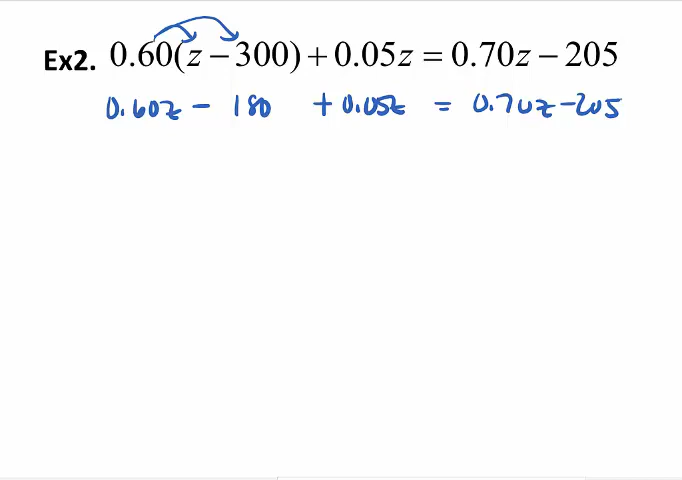 Ex2. 0.60(z − 300) + 0.05z = 0.70z − 205
0.60z − 180 + 0.05z = 0.70z − 205